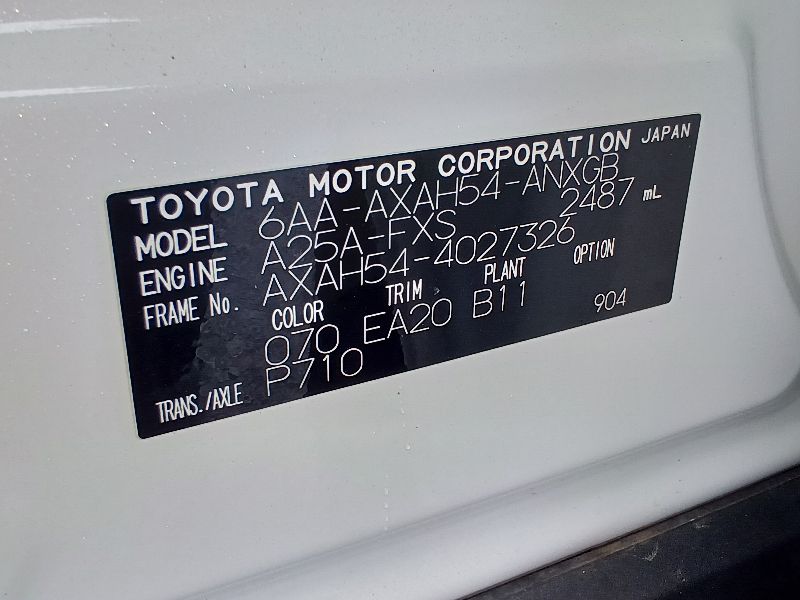 TOYOTA MOTOR CORPORATION JAPAN
MODEL 6AA-AXAH54-ANXGB
ENGINE A25A-FXS 2487 mL
FRAME No. AXAH54-4027326
COLOR TRIM PLANT OPTION
070 EA20 B11 904
TRANS./AXLE P710